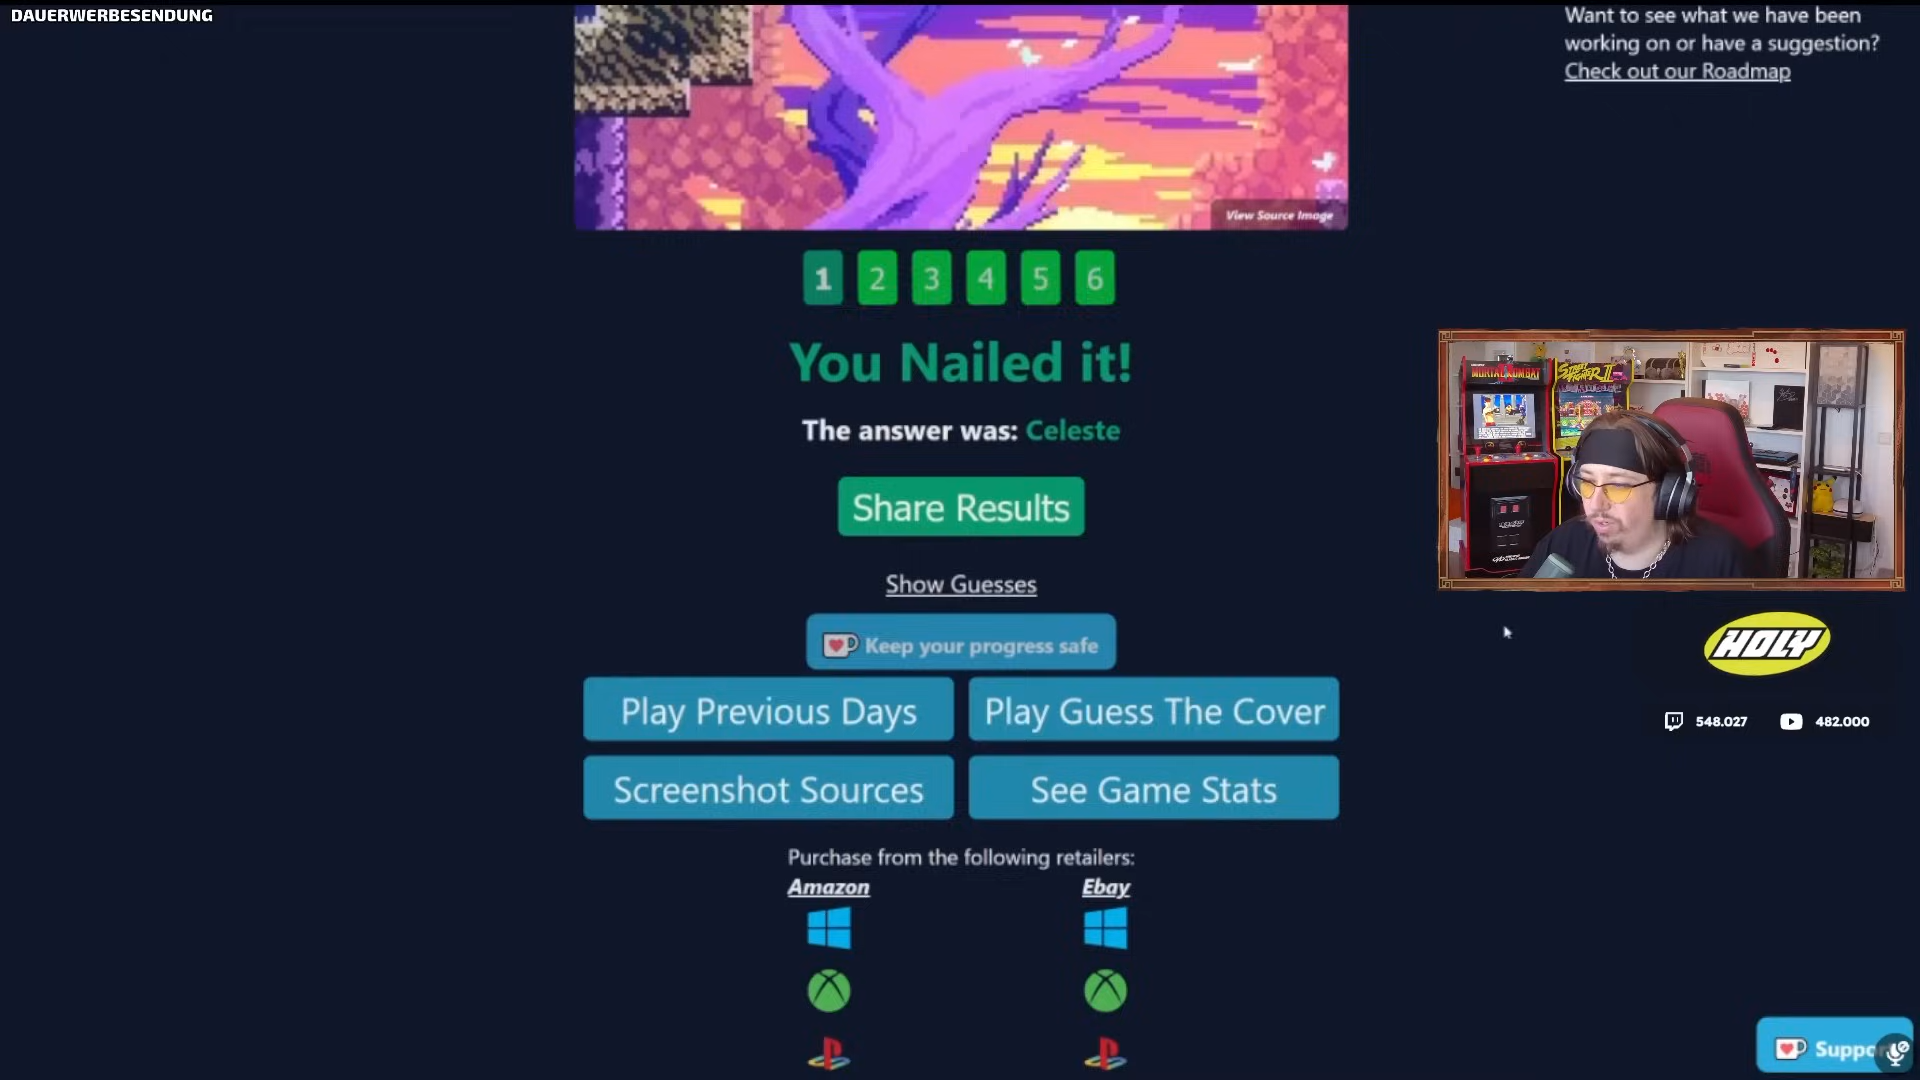 DAUERWERBESENDUNG
Want to see what we have been
working on or have a suggestion?
Check out our Roadmap
View Source Image
1 2 3 4 5 6
You Nailed it!
The answer was: Celeste
Share Results
Show Guesses
Keep your progress safe
Play Previous Days
Play Guess The Cover
Screenshot Sources
See Game Stats
Purchase from the following retailers:
Amazon
Ebay
MORTAL KOMBAT
STREET FIGHTER II
HOLY
548.027
482.000